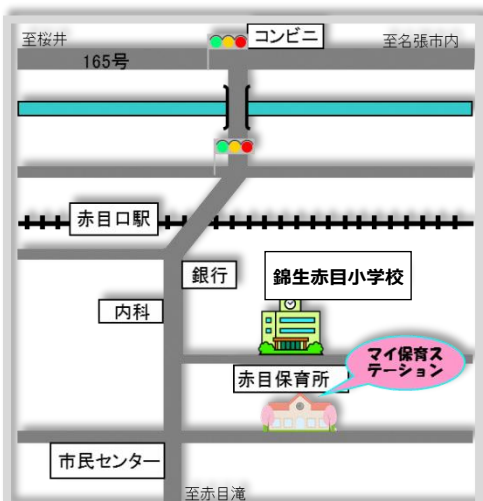 至桜井
コンビニ
至名張市内
165号
赤目口駅
銀行
錦生赤目小学校
内科
マイ保育ス
テーション
赤目保育所
市民センター
至赤目滝